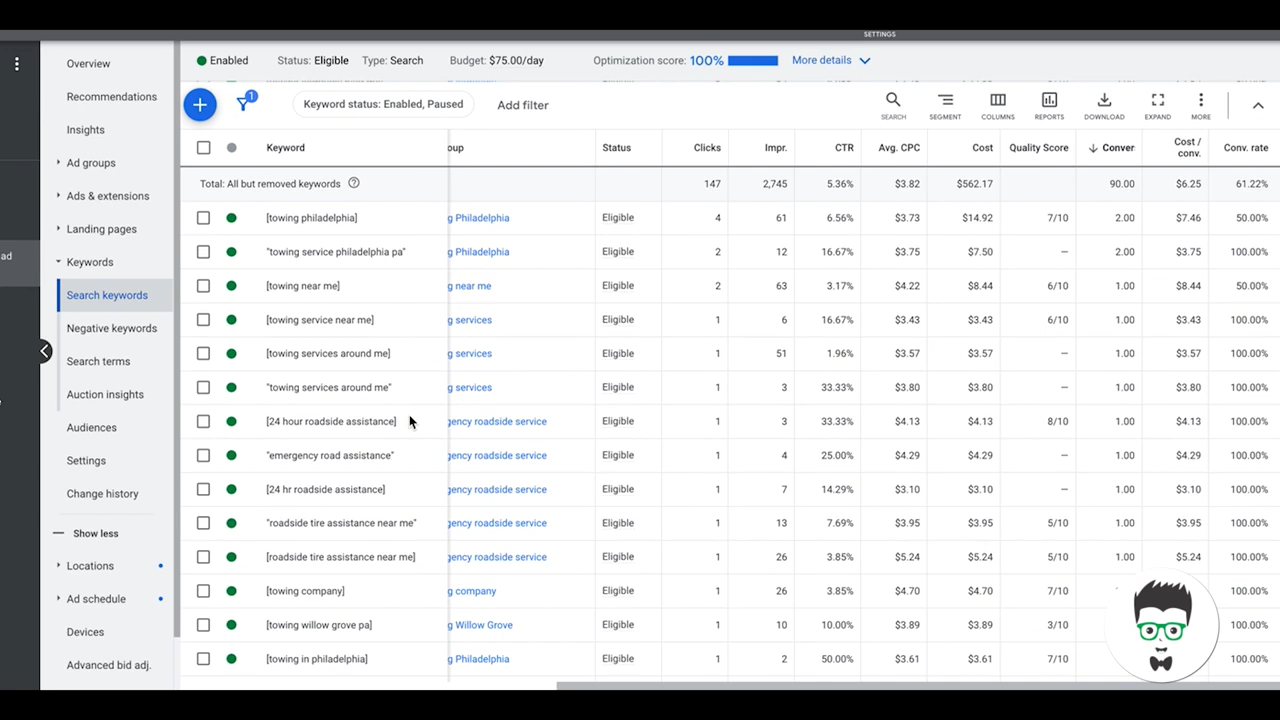 SETTINGS
Enabled Status: Eligible Type: Search Budget: $75.00/day Optimization score: 100% More details
Keyword status: Enabled, Paused Add filter
1
SEARCH SEGMENT COLUMNS REPORTS DOWNLOAD EXPAND MORE
Keyword oup Status Clicks Impr. CTR Avg. CPC Cost Quality Score Conver Cost / conv. Conv. rate
Total: All but removed keywords 147 2,745 5.36% $3.82 $562.17 90.00 $6.25 61.22%
[towing philadelphia] g Philadelphia Eligible 4 61 6.56% $3.73 $14.92 7/10 2.00 $7.46 50.00%
"towing service philadelphia pa" g Philadelphia Eligible 2 12 16.67% $3.75 $7.50 — 2.00 $3.75 100.00%
[towing near me] g near me Eligible 2 63 3.17% $4.22 $8.44 6/10 1.00 $8.44 50.00%
[towing service near me] g services Eligible 1 6 16.67% $3.43 $3.43 6/10 1.00 $3.43 100.00%
[towing services around me] g services Eligible 1 51 1.96% $3.57 $3.57 — 1.00 $3.57 100.00%
"towing services around me" g services Eligible 1 3 33.33% $3.80 $3.80 — 1.00 $3.80 100.00%
[24 hour roadside assistance] gency roadside service Eligible 1 3 33.33% $4.13 $4.13 8/10 1.00 $4.13 100.00%
"emergency road assistance" gency roadside service Eligible 1 4 25.00% $4.29 $4.29 — 1.00 $4.29 100.00%
[24 hr roadside assistance] gency roadside service Eligible 1 7 14.29% $3.10 $3.10 — 1.00 $3.10 100.00%
"roadside tire assistance near me" gency roadside service Eligible 1 13 7.69% $3.95 $3.95 5/10 1.00 $3.95 100.00%
[roadside tire assistance near me] gency roadside service Eligible 1 26 3.85% $5.24 $5.24 5/10 1.00 $5.24 100.00%
[towing company] g company Eligible 1 26 3.85% $4.70 $4.70 7/10 100.00%
[towing willow grove pa] g Willow Grove Eligible 1 10 10.00% $3.89 $3.89 3/10 100.00%
[towing in philadelphia] g Philadelphia Eligible 1 2 50.00% $3.61 $3.61 7/10 100.00%
Overview
Recommendations
Insights
Ad groups
Ads & extensions
Landing pages
Keywords
Search keywords
Negative keywords
Search terms
Auction insights
Audiences
Settings
Change history
Show less
Locations
Ad schedule
Devices
Advanced bid adj.
ad